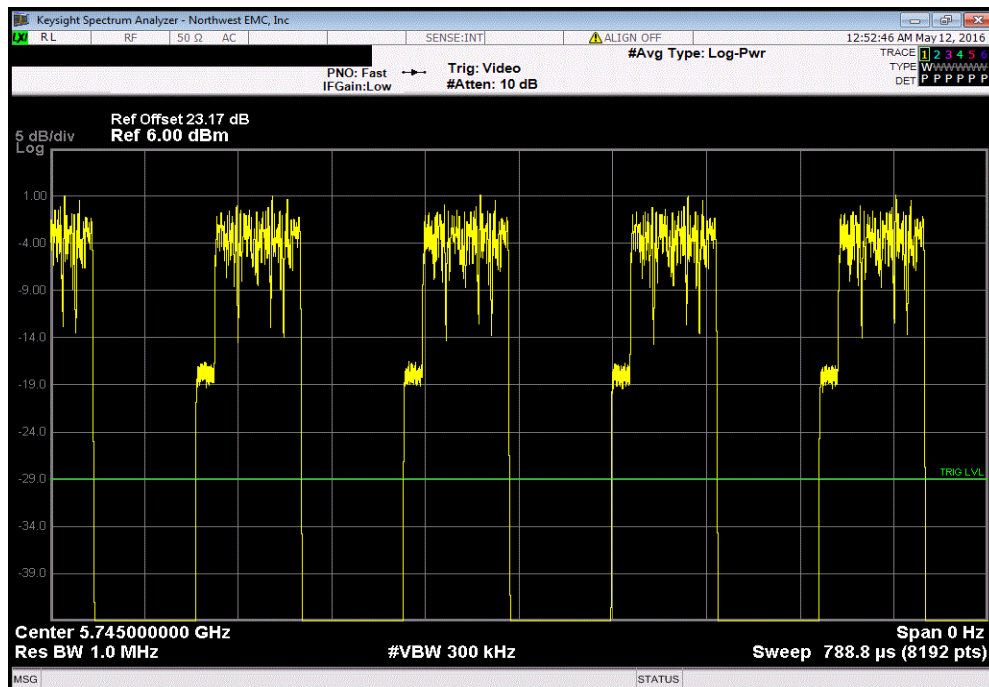 Keysight Spectrum Analyzer - Northwest EMC, Inc
LXI RL RF 50 Ω AC SENSE:INT ALIGN OFF 12:52:46 AM May 12, 2016
#Avg Type: Log-Pwr
TRACE 1 2 3 4 5 6
PNO: Fast Trig: Video
TYPE WWWWWW
IFGain:Low #Atten: 10 dB
DET P P P P P P
Ref Offset 23.17 dB
5 dB/div Ref 6.00 dBm
Log
1.00
-4.00
-9.00
-14.0
-19.0
-24.0
TRIG LVL
-29.0
-34.0
-39.0
Center 5.745000000 GHz Span 0 Hz
Res BW 1.0 MHz #VBW 300 kHz Sweep 788.8 µs (8192 pts)
MSG STATUS